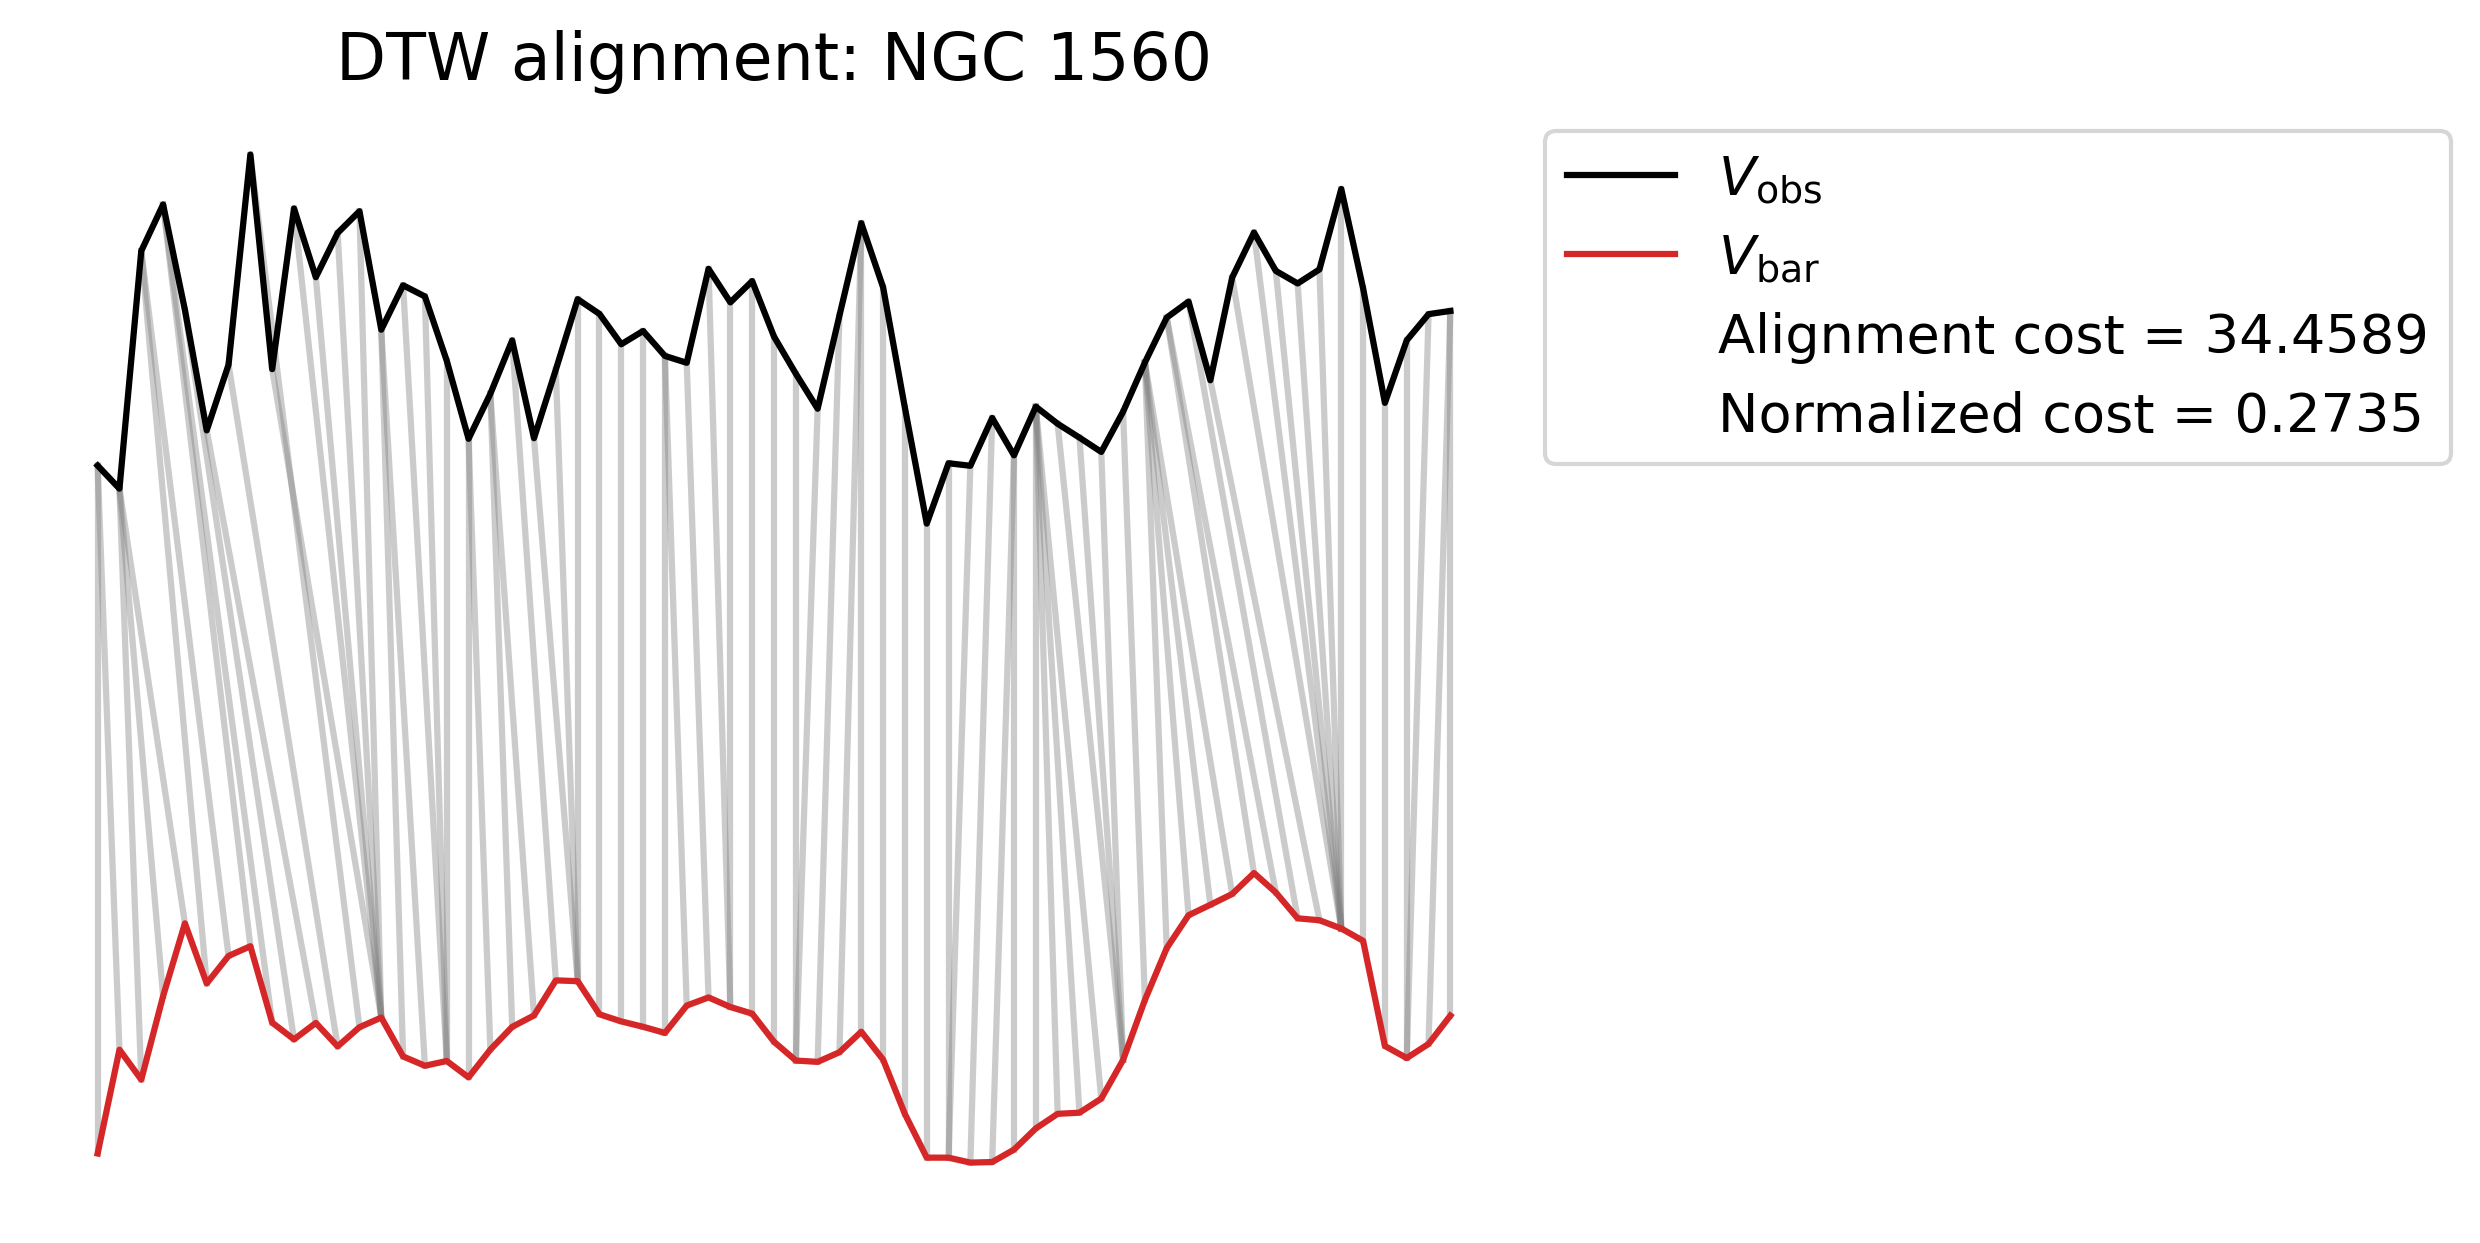 DTW alignment: NGC 1560
V_obs
V_bar
Alignment cost = 34.4589
Normalized cost = 0.2735